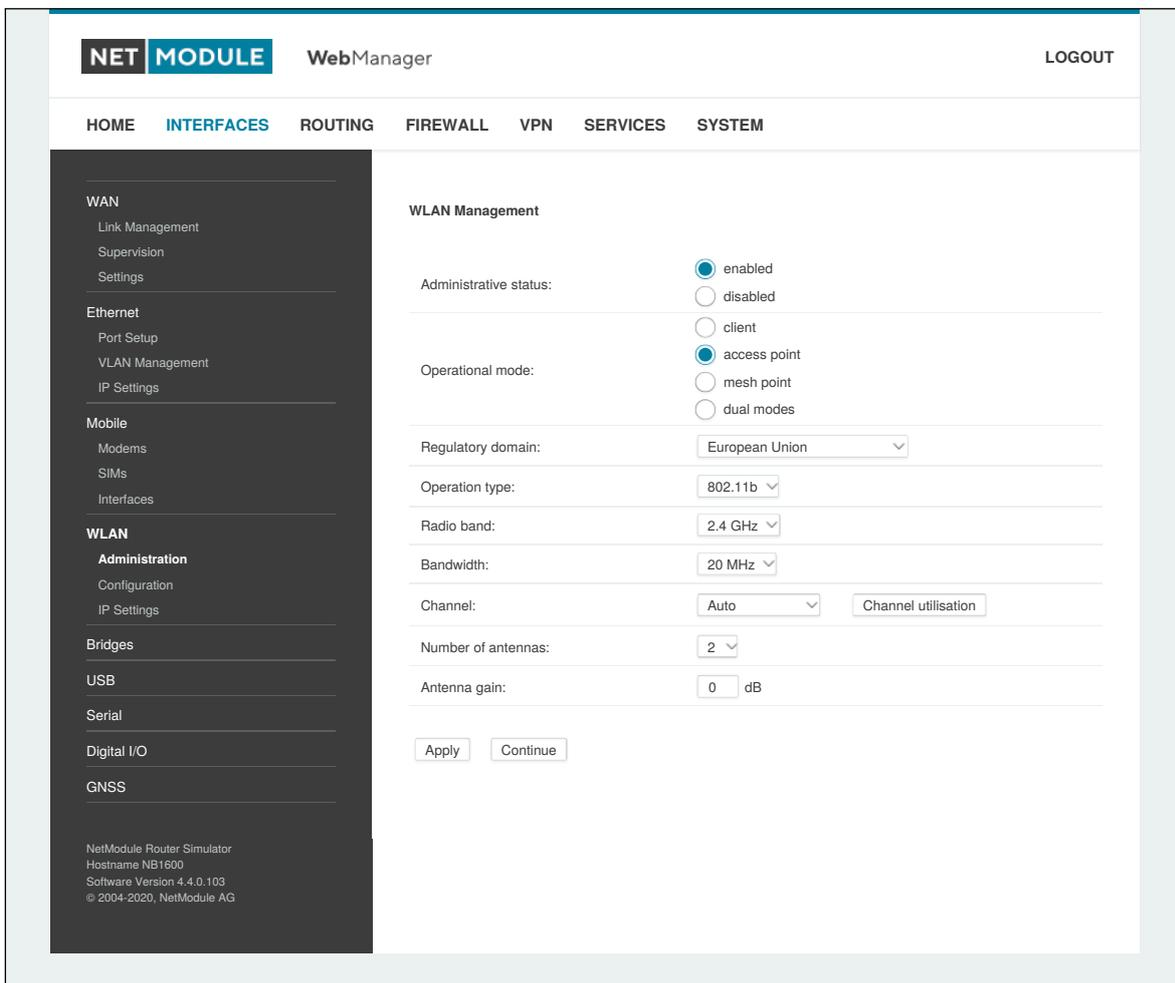 NET MODULE WebManager LOGOUT
HOME INTERFACES ROUTING FIREWALL VPN SERVICES SYSTEM
WAN
Link Management
Supervision
Settings
Ethernet
Port Setup
VLAN Management
IP Settings
Mobile
Modems
SIMs
Interfaces
WLAN
Administration
Configuration
IP Settings
Bridges
USB
Serial
Digital I/O
GNSS
NetModule Router Simulator
Hostname NB1600
Software Version 4.4.0.103
© 2004-2020, NetModule AG
WLAN Management
Administrative status:
enabled
disabled
Operational mode:
client
access point
mesh point
dual modes
Regulatory domain: European Union
Operation type: 802.11b
Radio band: 2.4 GHz
Bandwidth: 20 MHz
Channel: Auto Channel utilisation
Number of antennas: 2
Antenna gain: 0 dB
Apply Continue